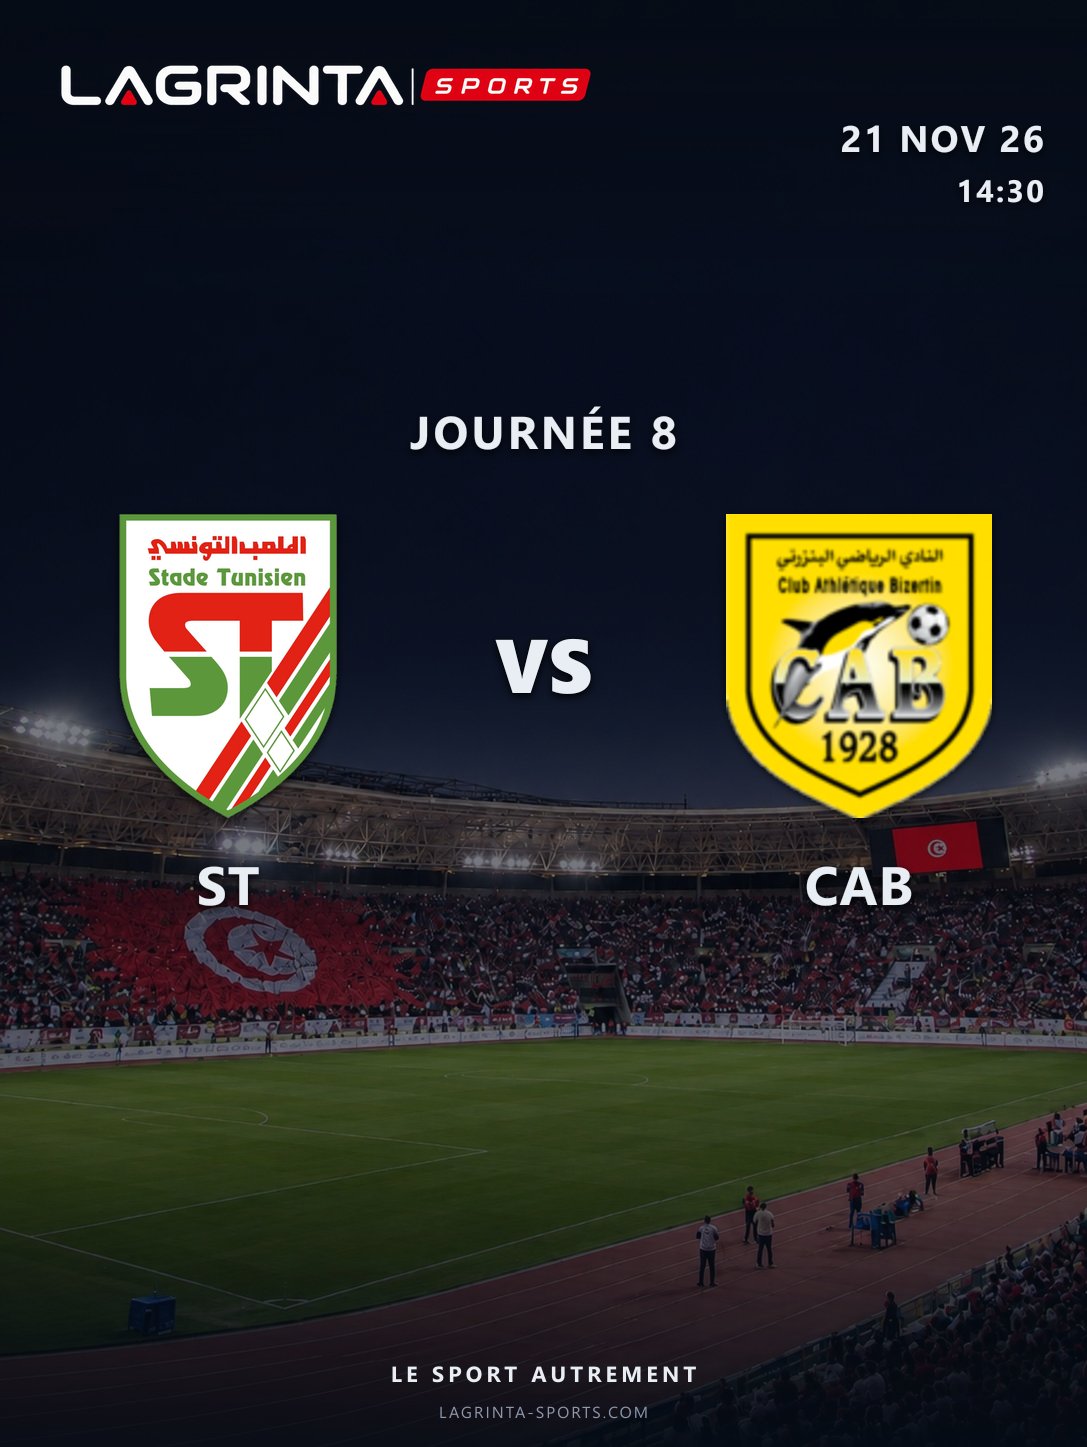 LAGRINTA SPORTS
21 NOV 26
14:30
JOURNÉE 8
الملعب التونسي
Stade Tunisien
ST
النادي الرياضي البنزرتي
Club Athlétique Bizertin
CAB
1928
VS
ST
CAB
LE SPORT AUTREMENT
LAGRINTA-SPORTS.COM